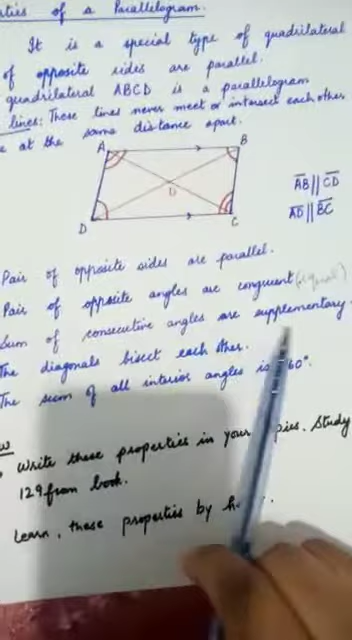 ties of a Parallelogram.
It is a special type of quadrilateral
of opposite sides are parallel.
quadrilateral ABCD is a parallelogram
lines: These lines never meet or intersect each other
e at the same distance apart.
A B
O
D C
AB || CD
AD || BC
Pair of opposite sides are parallel.
Pair of opposite angles are congruent (equal)
Sum of consecutive angles are supplementary.
The diagonals bisect each other.
The sum of all interior angles is 60°.
w
Write these properties in your pies. Study
129 from book.
Learn, these properties by h